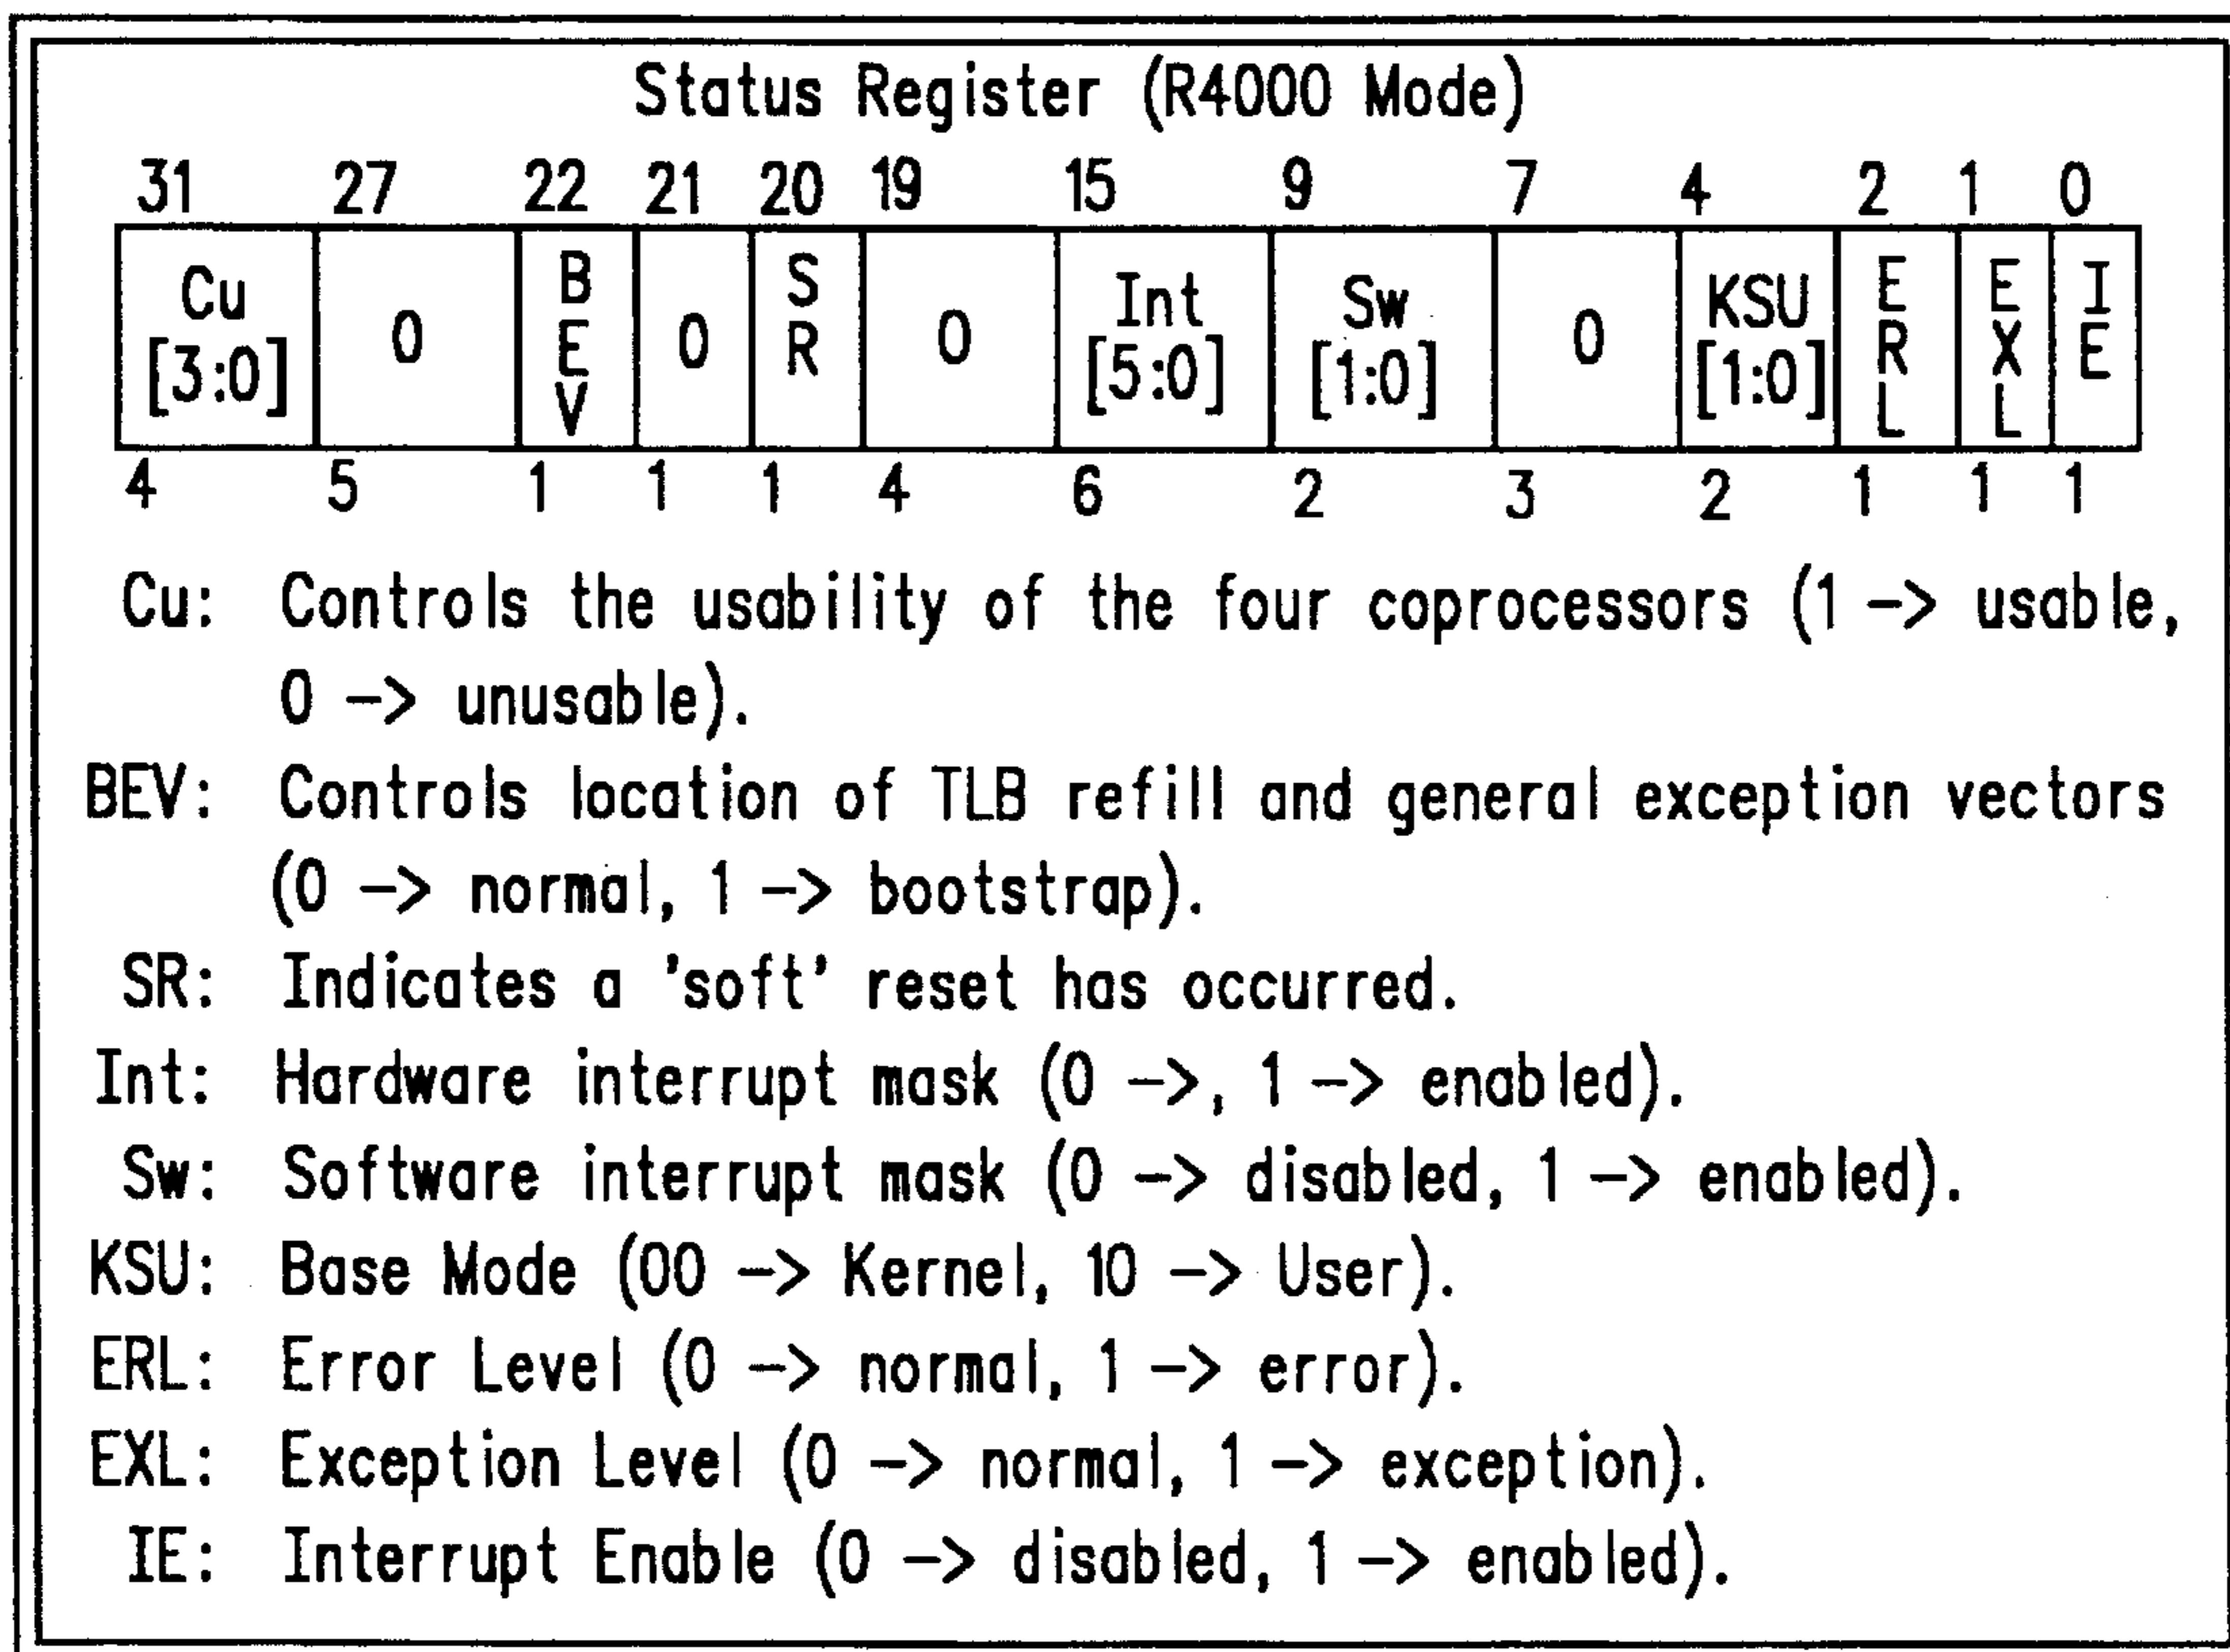 Status Register (R4000 Mode)
31 27 22 21 20 19 15 9 7 4 2 1 0
Cu [3:0] 0 BEV 0 SR 0 Int [5:0] Sw [1:0] 0 KSU [1:0] ERL EXL IE
4 5 1 1 1 4 6 2 3 2 1 1 1
Cu: Controls the usability of the four coprocessors (1 -> usable,
0 -> unusable).
BEV: Controls location of TLB refill and general exception vectors
(0 -> normal, 1 -> bootstrap).
SR: Indicates a 'soft' reset has occurred.
Int: Hardware interrupt mask (0 ->, 1 -> enabled).
Sw: Software interrupt mask (0 -> disabled, 1 -> enabled).
KSU: Base Mode (00 -> Kernel, 10 -> User).
ERL: Error Level (0 -> normal, 1 -> error).
EXL: Exception Level (0 -> normal, 1 -> exception).
IE: Interrupt Enable (0 -> disabled, 1 -> enabled).